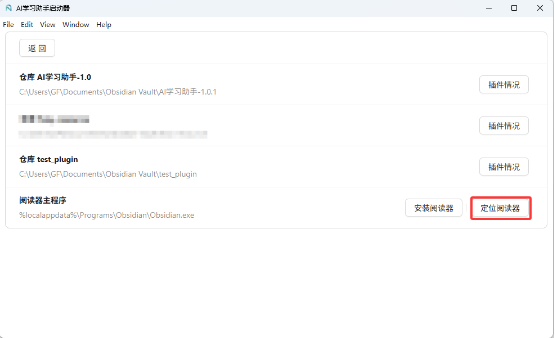 AI学习助手启动器
File Edit View Window Help
返 回
仓库 AI学习助手-1.0
C:\Users\GF\Documents\Obsidian Vault\AI学习助手-1.0.1
插件情况
插件情况
仓库 test_plugin
C:\Users\GF\Documents\Obsidian Vault\test_plugin
插件情况
阅读器主程序
%localappdata%\Programs\Obsidian\Obsidian.exe
安装阅读器 定位阅读器